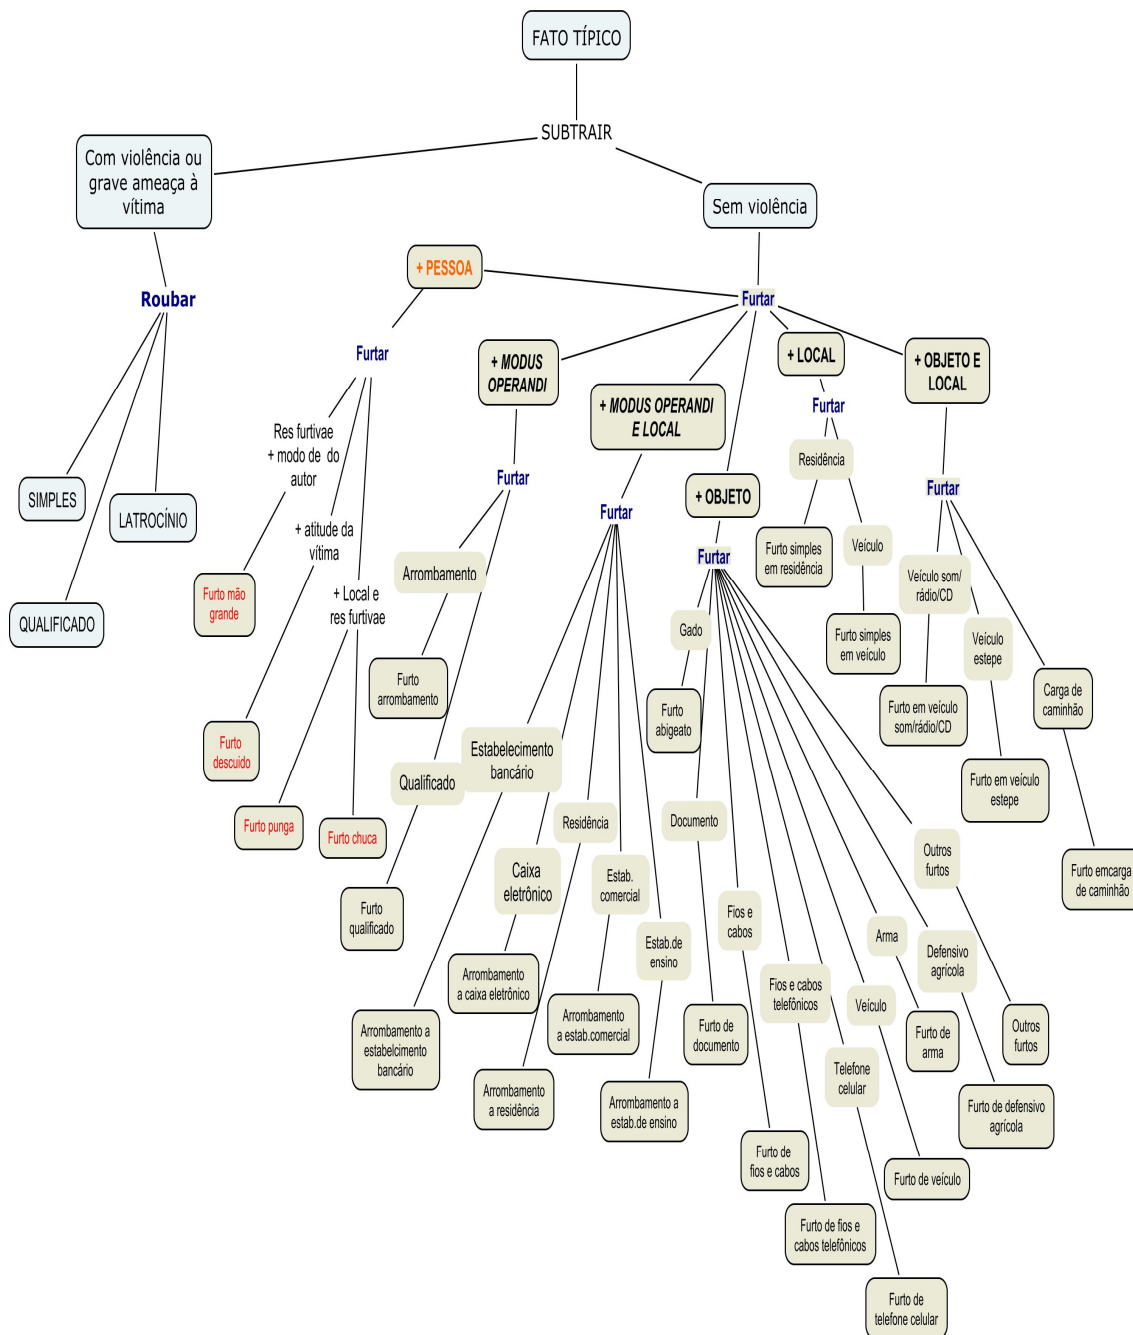 FATO TÍPICO
SUBTRAIR
Com violência ou
grave ameaça à
vítima
Sem violência
+ PESSOA
Roubar
Furtar
Furtar
+ MODUS
OPERANDI
+ MODUS OPERANDI
E LOCAL
+ LOCAL
+ OBJETO E
LOCAL
Furtar
Res furtivae
+ modo de do
autor
Residência
SIMPLES
LATROCÍNIO
Furtar
Furtar
+ OBJETO
Furtar
+ atitude da
vítima
Furtar
Furto simples
em residência
Veículo
Arrombamento
Veículo som/
rádio/CD
Furto mão
grande
+ Local e
res furtivae
QUALIFICADO
Gado
Furto simples
em veículo
Veículo
estepe
Furto
arrombamento
Furto
abigeato
Furto em veículo
som/rádio/CD
Carga de
caminhão
Furto
descuido
Estabelecimento
bancário
Qualificado
Furto em veículo
estepe
Furto punga
Furto chuca
Residência
Documento
Outros
furtos
Caixa
eletrônico
Estab.
comercial
Furto emcarga
de caminhão
Furto
qualificado
Fios e
cabos
Estab.de
ensino
Arma
Defensivo
agrícola
Arrombamento
a caixa eletrônico
Fios e cabos
telefônicos
Veículo
Arrombamento a
estabelcimento
bancário
Arrombamento
a estab.comercial
Furto de
documento
Furto de
arma
Outros
furtos
Telefone
celular
Arrombamento
a residência
Arrombamento a
estab.de ensino
Furto de defensivo
agrícola
Furto de
fios e cabos
Furto de veículo
Furto de fios e
cabos telefônicos
Furto de
telefone celular